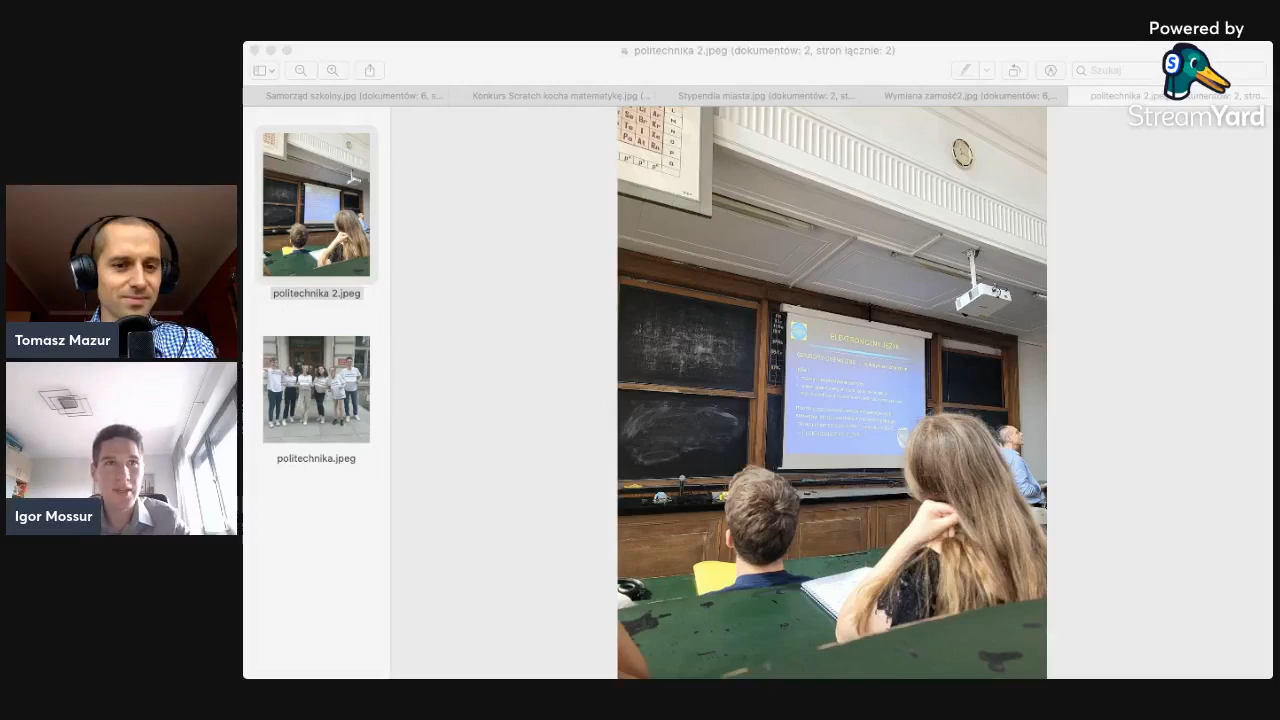 Powered by
StreamYard
politechnika 2.jpeg (dokumentów: 2, stron łącznie: 2)
Szukaj
Samorząd szkolny.jpg (dokumentów: 6, s...
Konkurs Scratch kocha matematykę.jpg (...
Stypendia miasta.jpg (dokumentów: 2, st...
Wymiana zamość2.jpg (dokumentów: 6,...
politechnika 2.jpeg (dokumentów: 2, stro...
politechnika 2.jpeg
politechnika.jpeg
Tomasz Mazur
Igor Mossur
ELEKTRONICZNY JĘZYK